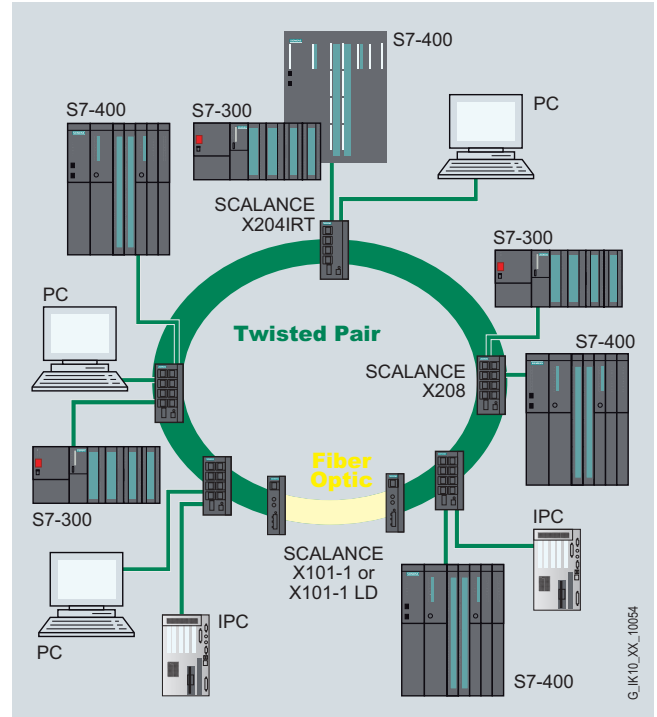 S7-400
S7-400
S7-300
PC
SCALANCE
X204IRT
S7-300
PC
Twisted Pair
S7-400
SCALANCE
X208
Fiber
Optic
S7-300
IPC
SCALANCE
X101-1 or
X101-1 LD
IPC
PC
S7-400
G_IK10_XX_10054